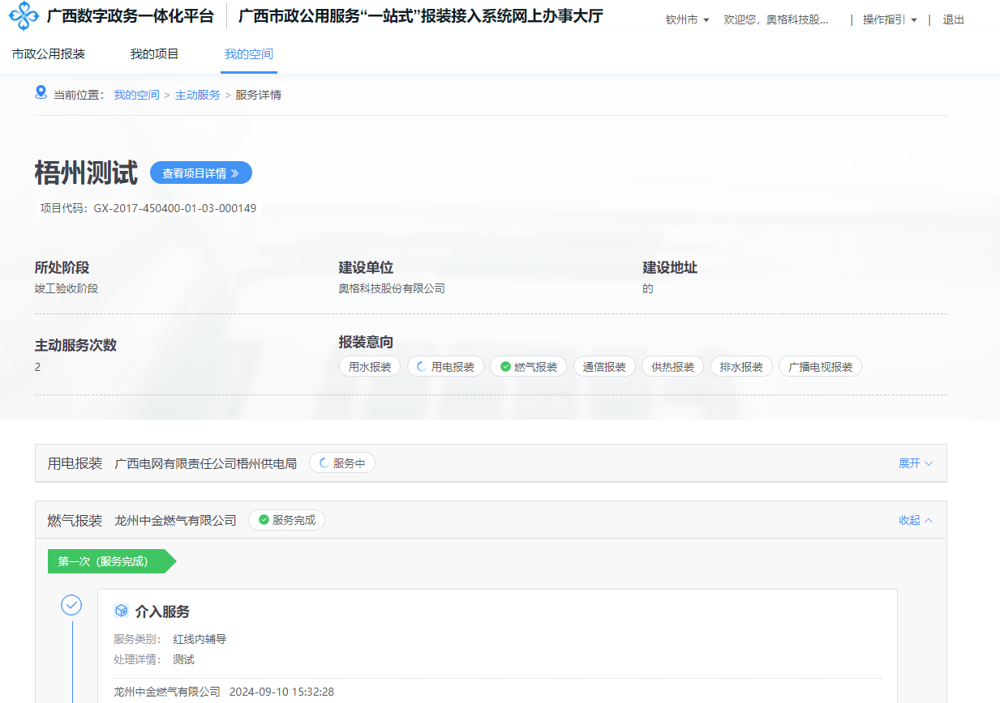 广西数字政务一体化平台 广西市政公用服务“一站式”报装接入系统网上办事大厅 钦州市 欢迎您，奥格科技股... | 操作指引 | 退出
市政公用报装 我的项目 我的空间
当前位置： 我的空间 > 主动服务 > 服务详情
梧州测试 查看项目详情
项目代码：GX-2017-450400-01-03-000149
所处阶段 建设单位 建设地址
竣工验收阶段 奥格科技股份有限公司 的
主动服务次数 报装意向
2 用水报装 用电报装 燃气报装 通信报装 供热报装 排水报装 广播电视报装
用电报装 广西电网有限责任公司梧州供电局 服务中 展开
燃气报装 龙州中金燃气有限公司 服务完成 收起
第一次（服务完成）
介入服务
服务类别： 红线内辅导
处理详情： 测试
龙州中金燃气有限公司 2024-09-10 15:32:28